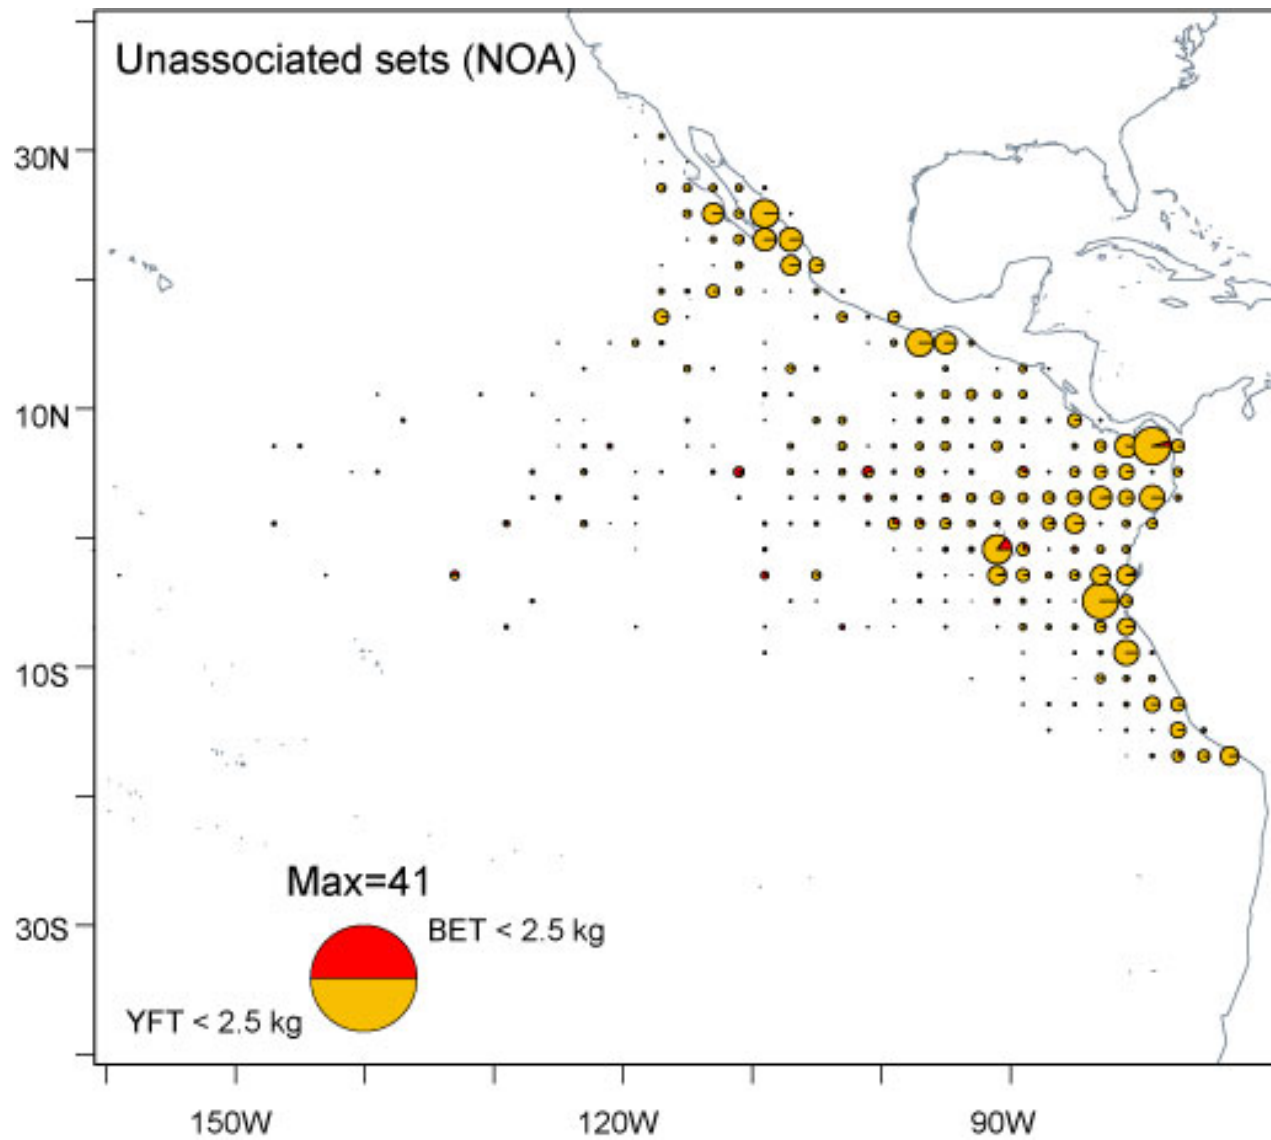 Unassociated sets (NOA)
30N
10N
10S
30S
Max=41
BET < 2.5 kg
YFT < 2.5 kg
150W
120W
90W